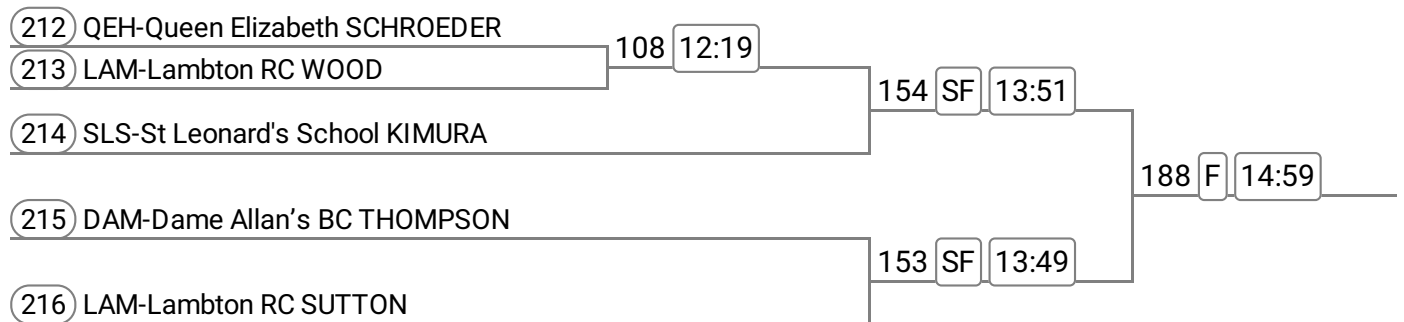 212 QEH-Queen Elizabeth SCHROEDER
108 12:19
213 LAM-Lambton RC WOOD
154 SF 13:51
214 SLS-St Leonard's School KIMURA
188 F 14:59
215 DAM-Dame Allan’s BC THOMPSON
153 SF 13:49
216 LAM-Lambton RC SUTTON